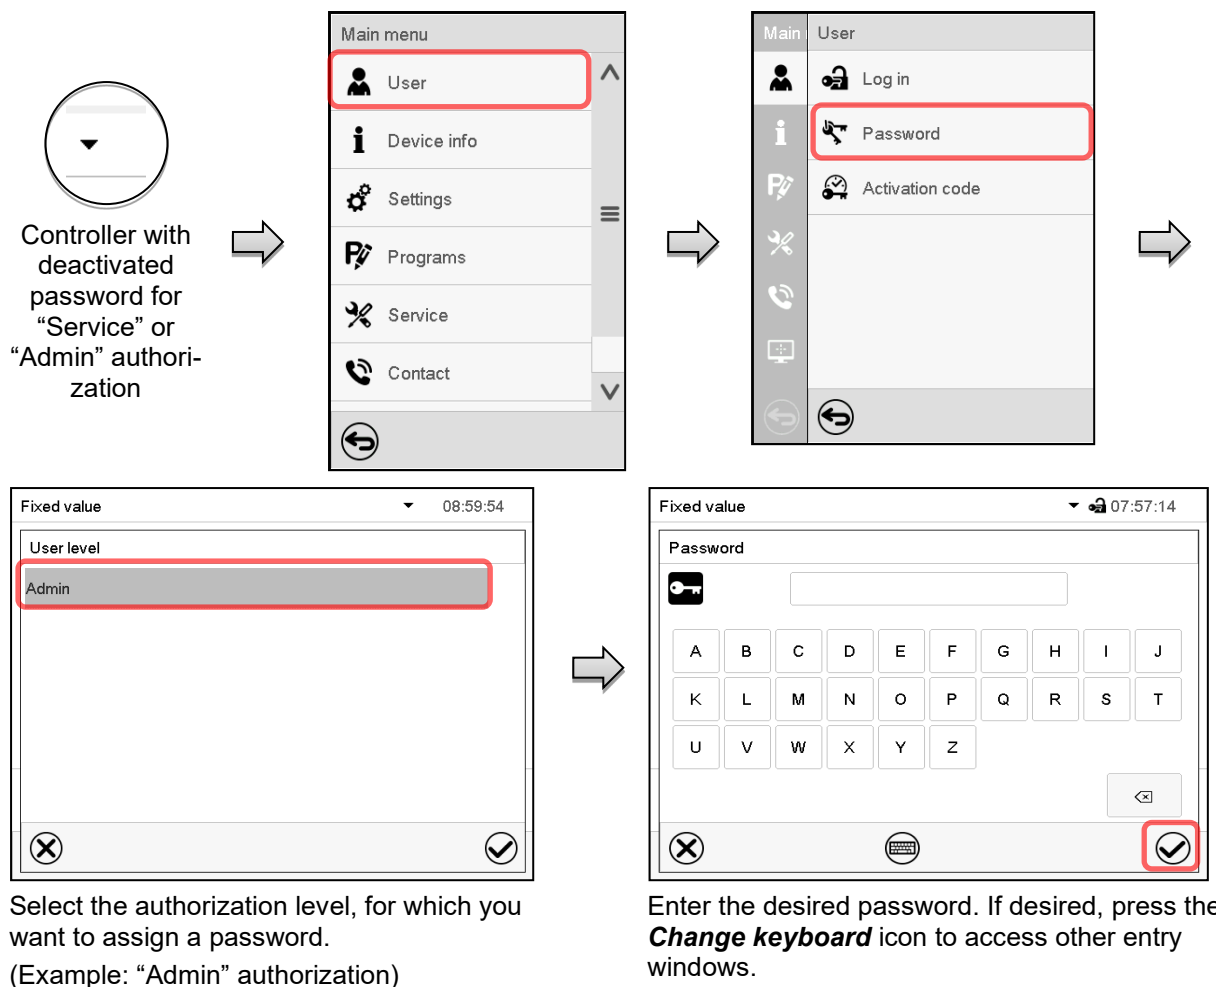 Controller with
deactivated
password for
“Service” or
“Admin” authori-
zation
Main menu
User
Device info
Settings
Programs
Service
Contact
Main
User
Log in
Password
Activation code
Fixed value 08:59:54
User level
Admin
Select the authorization level, for which you
want to assign a password.
(Example: “Admin” authorization)
Fixed value 07:57:14
Password
A B C D E F G H I J
K L M N O P Q R S T
U V W X Y Z
Enter the desired password. If desired, press the
Change keyboard icon to access other entry
windows.